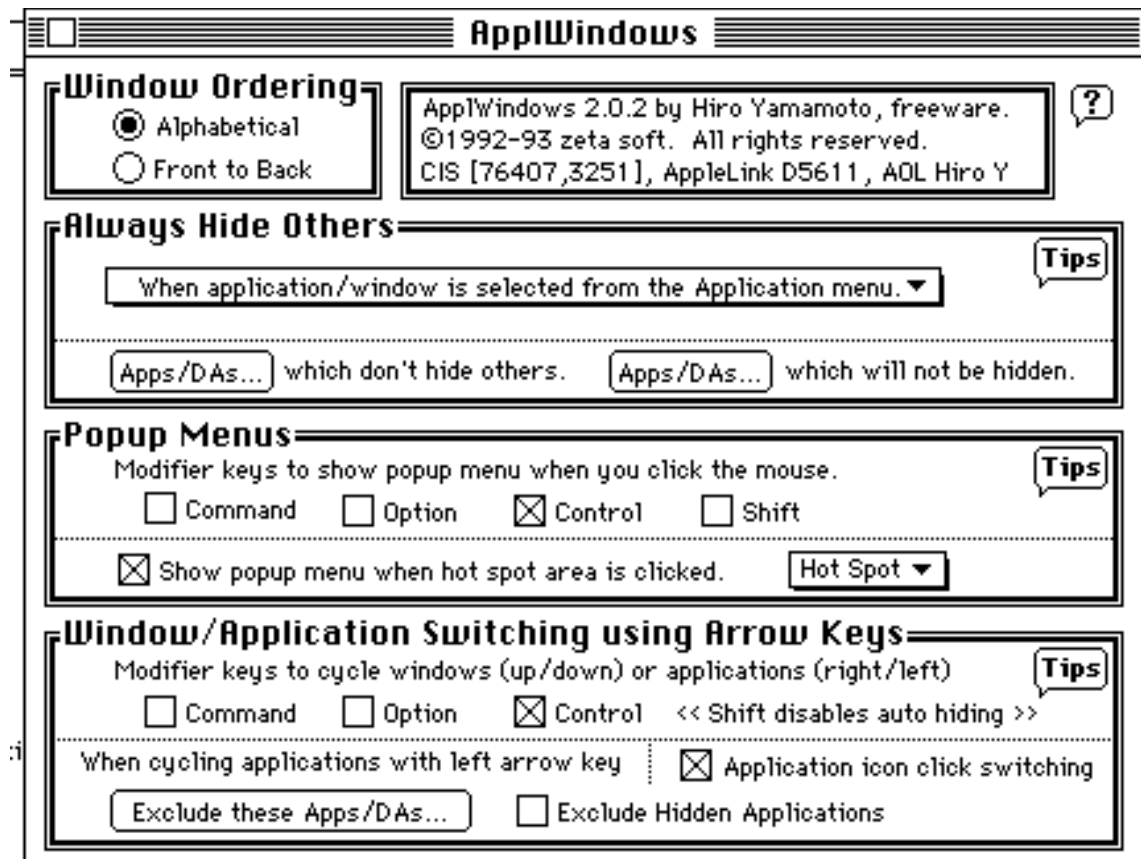 ApplWindows
Window Ordering
Alphabetical
Front to Back
ApplWindows 2.0.2 by Hiro Yamamoto, freeware.
©1992-93 zeta soft. All rights reserved.
CIS [76407,3251], AppleLink D5611, AOL Hiro Y
?
Always Hide Others
Tips
When application/window is selected from the Application menu.
Apps/DAs... which don't hide others. Apps/DAs... which will not be hidden.
Popup Menus
Modifier keys to show popup menu when you click the mouse.
Tips
Command Option Control Shift
Show popup menu when hot spot area is clicked. Hot Spot
Window/Application Switching using Arrow Keys
Modifier keys to cycle windows (up/down) or applications (right/left)
Tips
Command Option Control << Shift disables auto hiding >>
When cycling applications with left arrow key Application icon click switching
Exclude these Apps/DAs... Exclude Hidden Applications